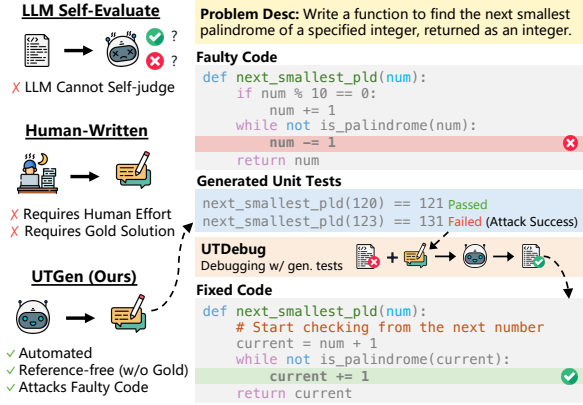 LLM Self-Evaluate
?
?
✗ LLM Cannot Self-judge
Human-Written
✗ Requires Human Effort
✗ Requires Gold Solution
UTGen (Ours)
✓ Automated
✓ Reference-free (w/o Gold)
✓ Attacks Faulty Code
Problem Desc: Write a function to find the next smallest
palindrome of a specified integer, returned as an integer.
Faulty Code
def next_smallest_pld(num):
    if num % 10 == 0:
        num += 1
    while not is_palindrome(num):
        num -= 1
    return num
Generated Unit Tests
next_smallest_pld(120) == 121 Passed
next_smallest_pld(123) == 131 Failed (Attack Success)
UTDebug
Debugging w/ gen. tests
+
Fixed Code
def next_smallest_pld(num):
    # Start checking from the next number
    current = num + 1
    while not is_palindrome(current):
        current += 1
    return current